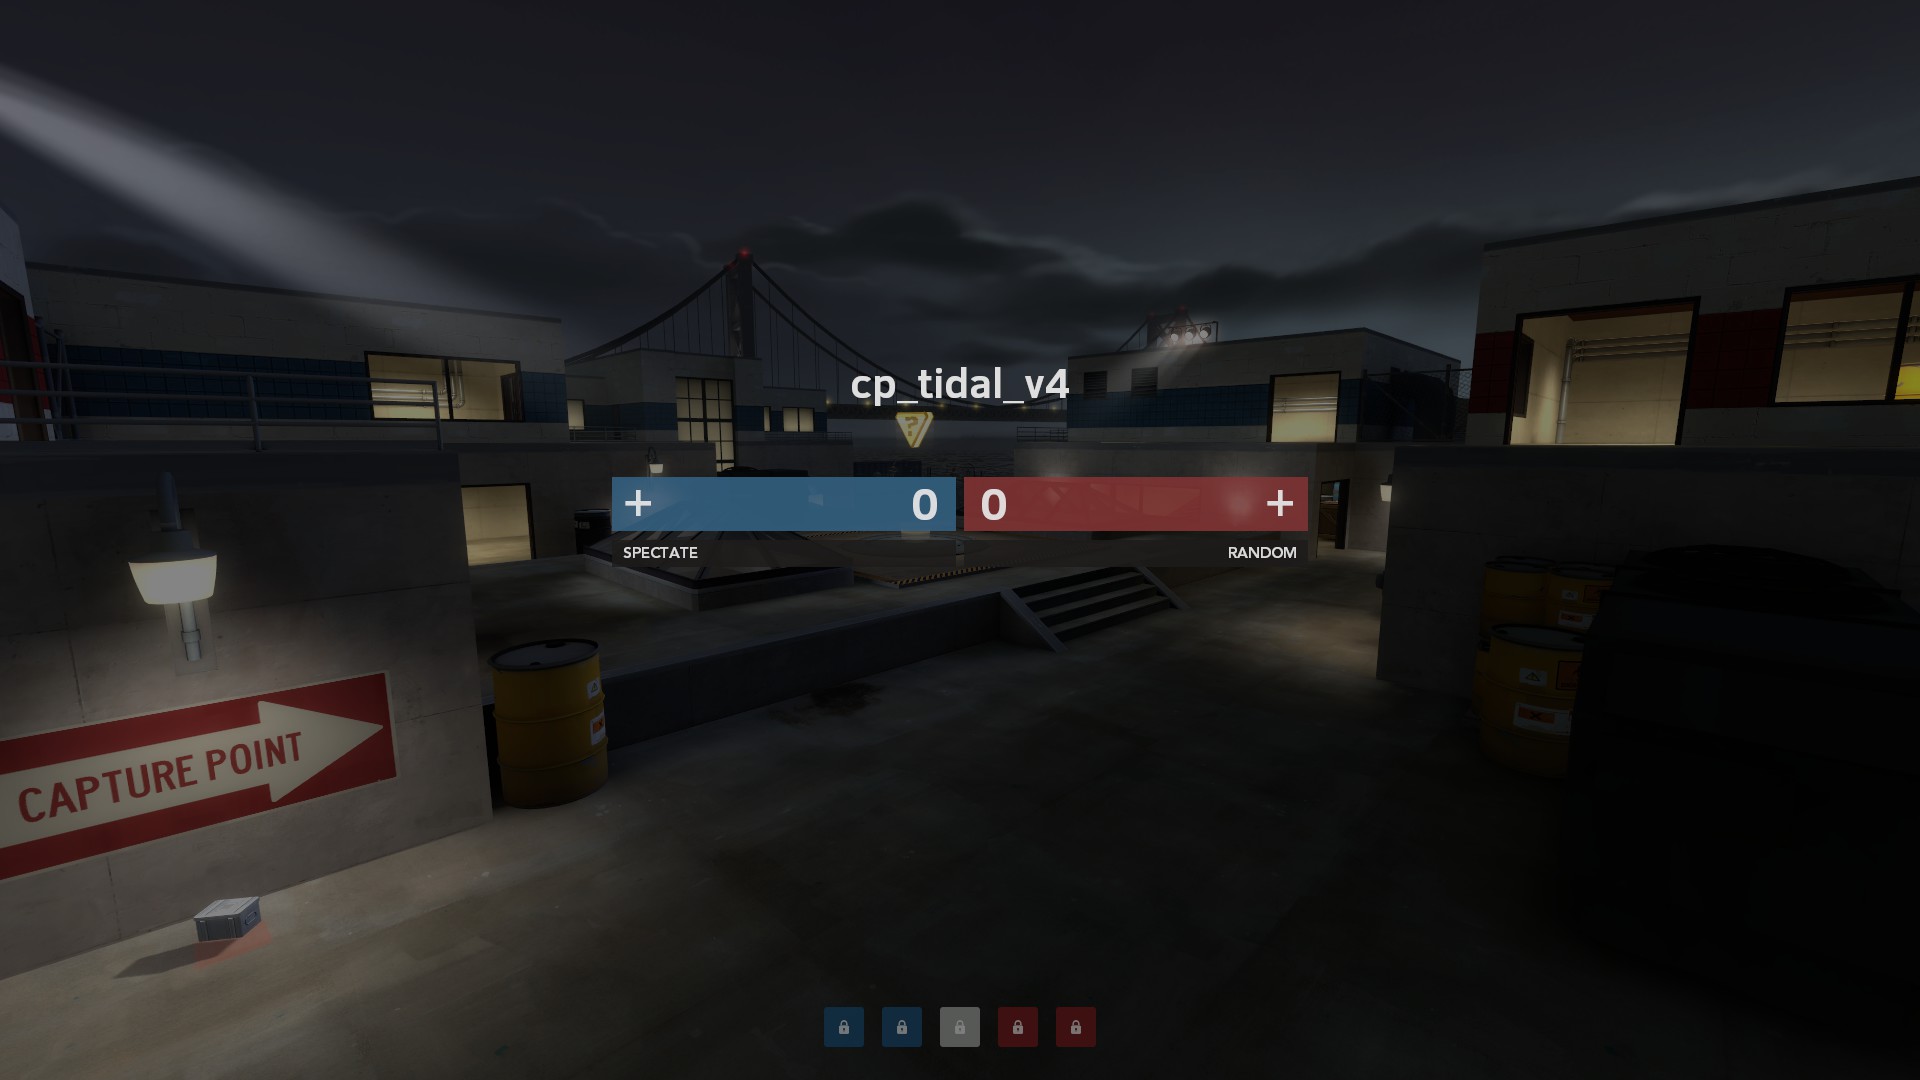 cp_tidal_v4
?
+ 0 0 +
SPECTATE RANDOM
CAPTURE POINT